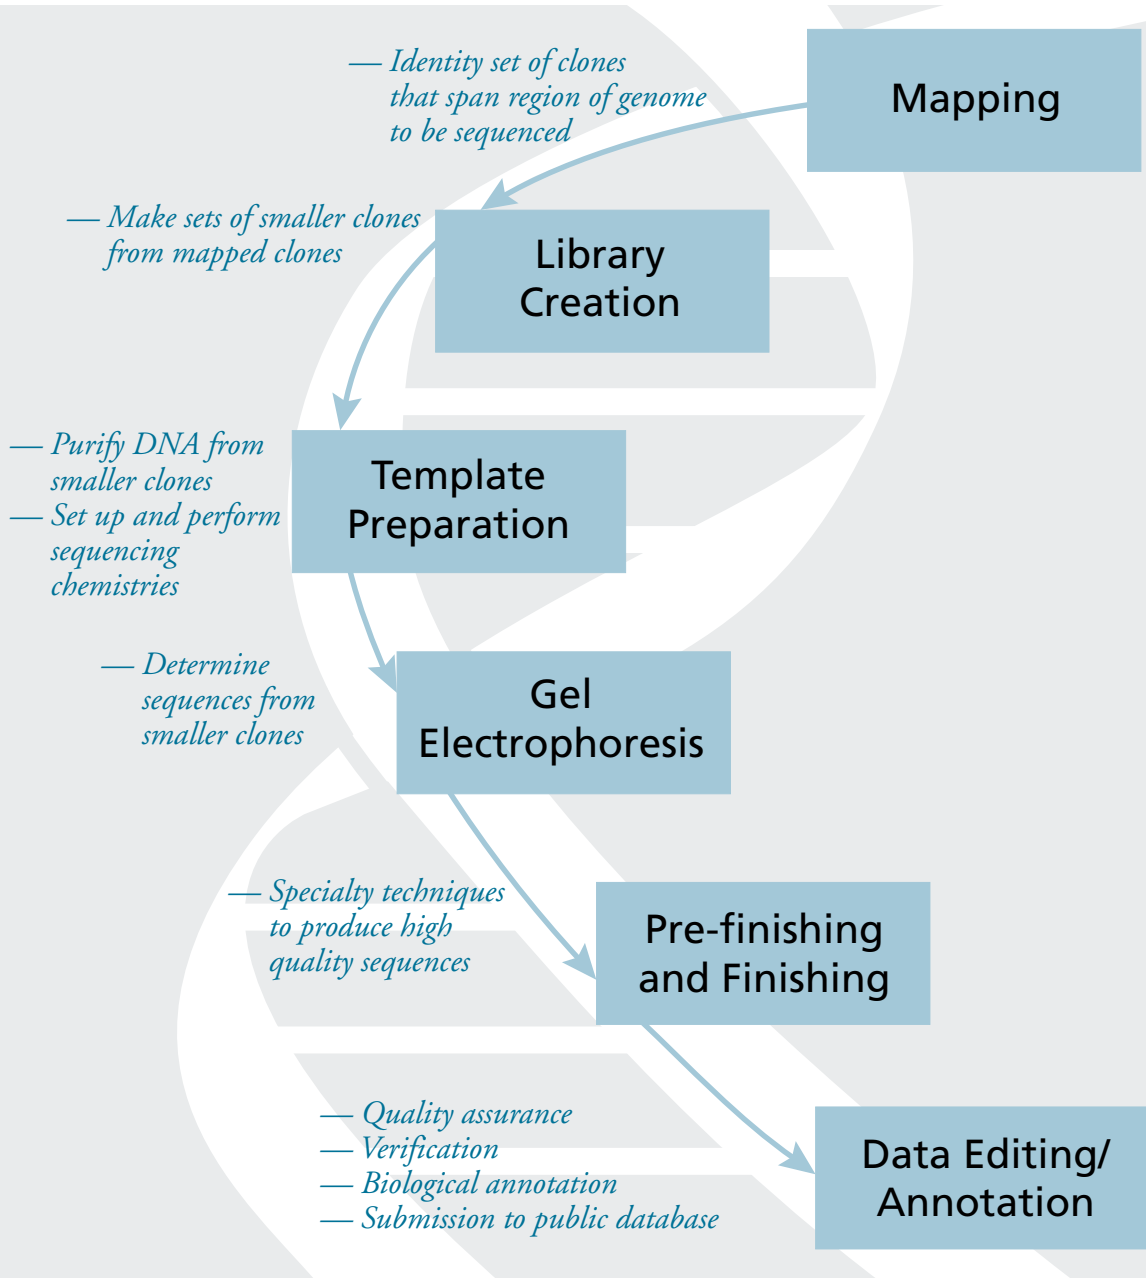 — Identity set of clones
that span region of genome
to be sequenced
Mapping
— Make sets of smaller clones
from mapped clones
Library
Creation
— Purify DNA from
smaller clones
— Set up and perform
sequencing
chemistries
Template
Preparation
— Determine
sequences from
smaller clones
Gel
Electrophoresis
— Specialty techniques
to produce high
quality sequences
Pre-finishing
and Finishing
— Quality assurance
— Verification
— Biological annotation
— Submission to public database
Data Editing/
Annotation